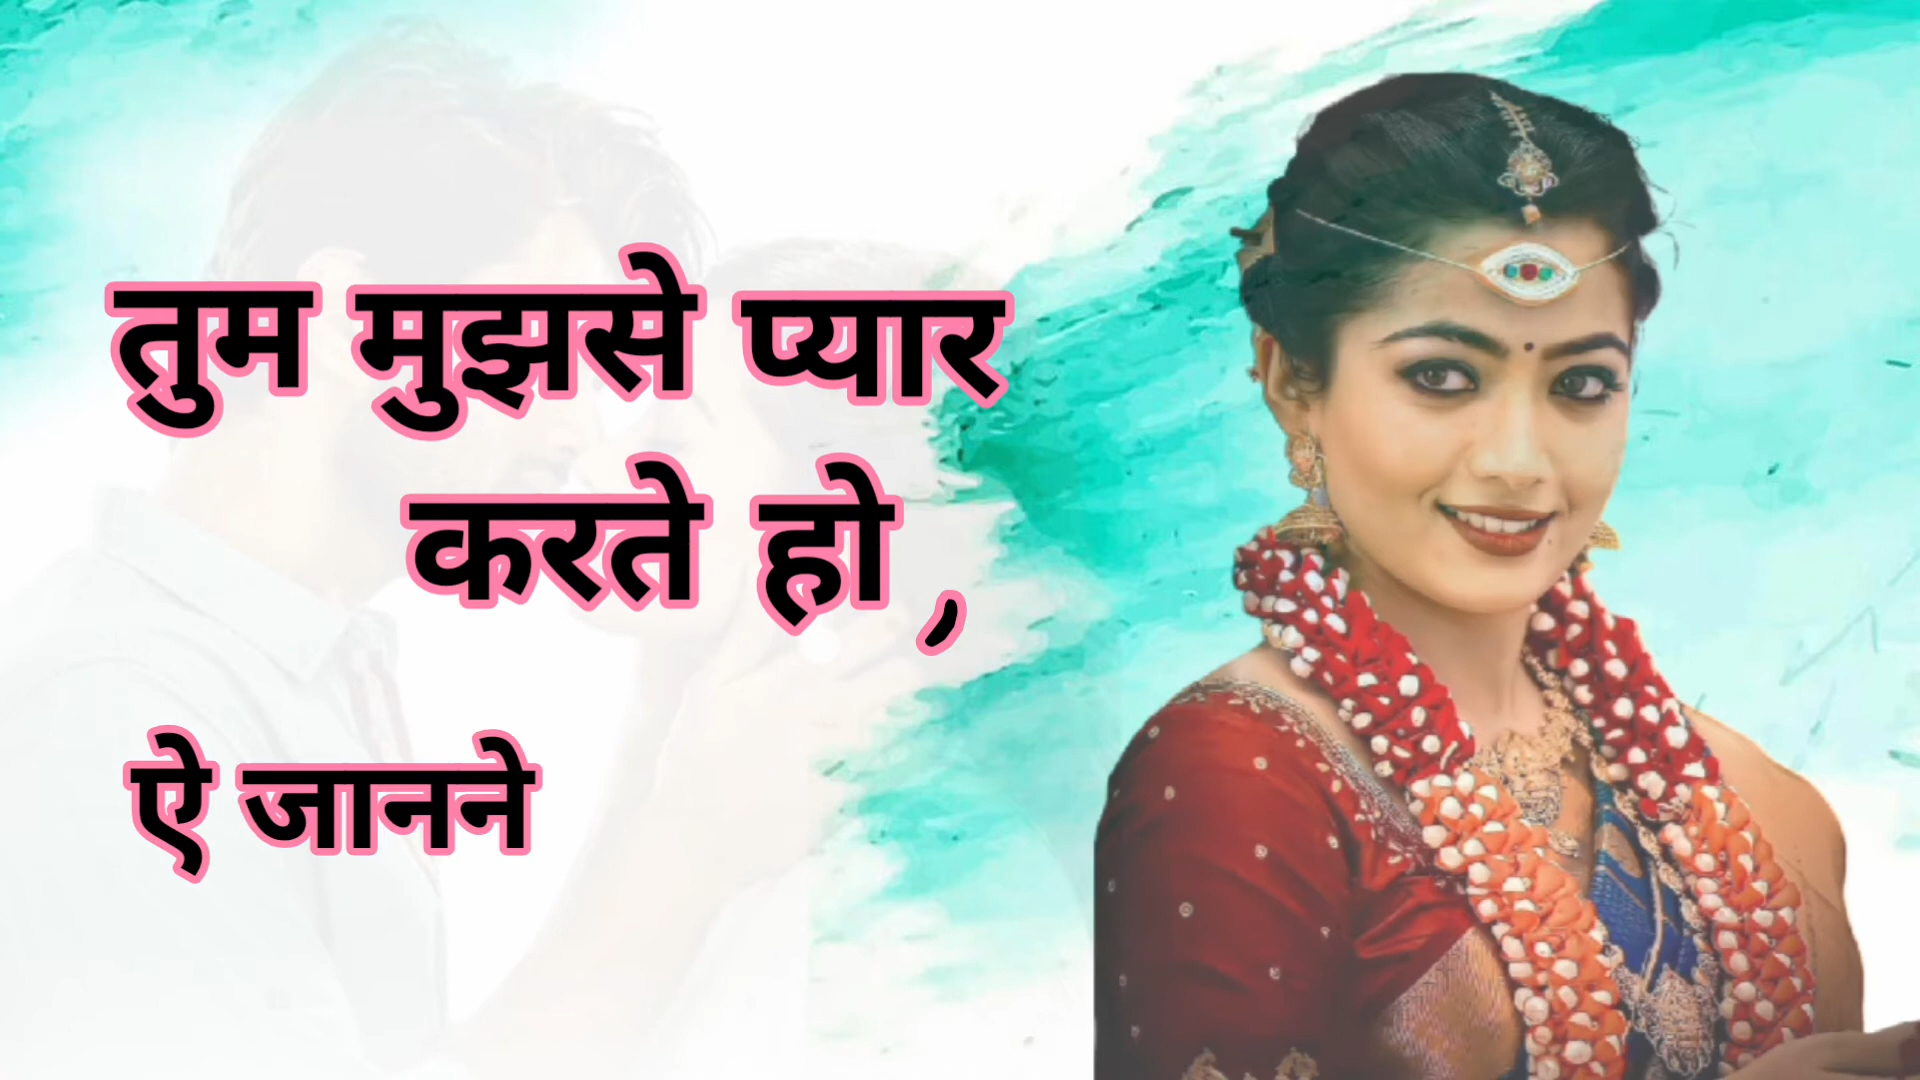 तुम मुझसे प्यार
करते हो ,
ऐ जानने